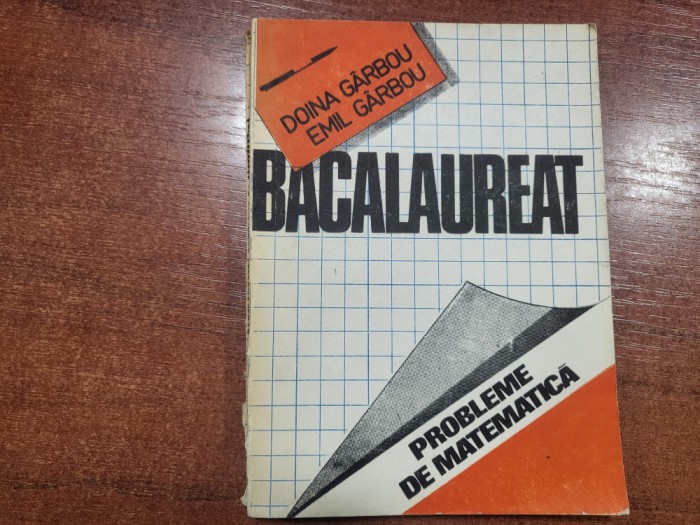 DOINA GÂRBOU
EMIL GÂRBOU
BACALAUREAT
PROBLEME
DE MATEMATICĂ